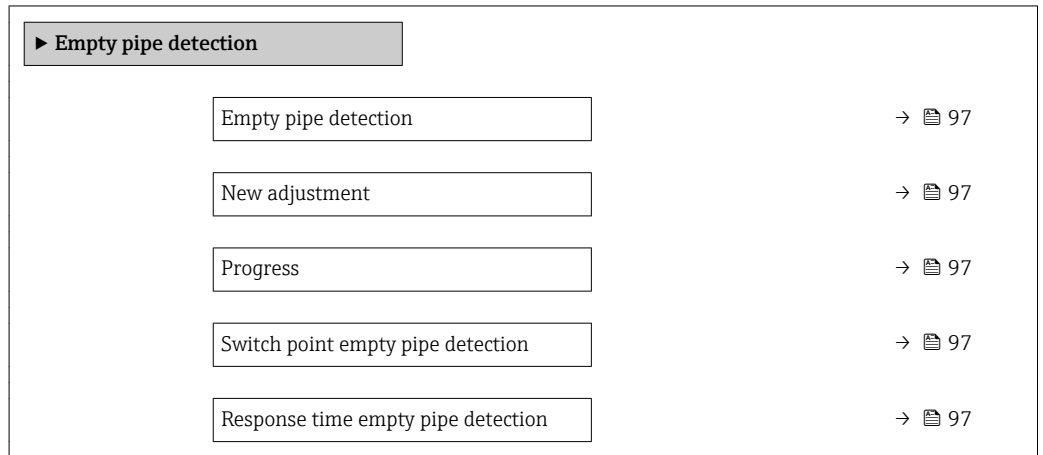 ► Empty pipe detection
Empty pipe detection → 97
New adjustment → 97
Progress → 97
Switch point empty pipe detection → 97
Response time empty pipe detection → 97